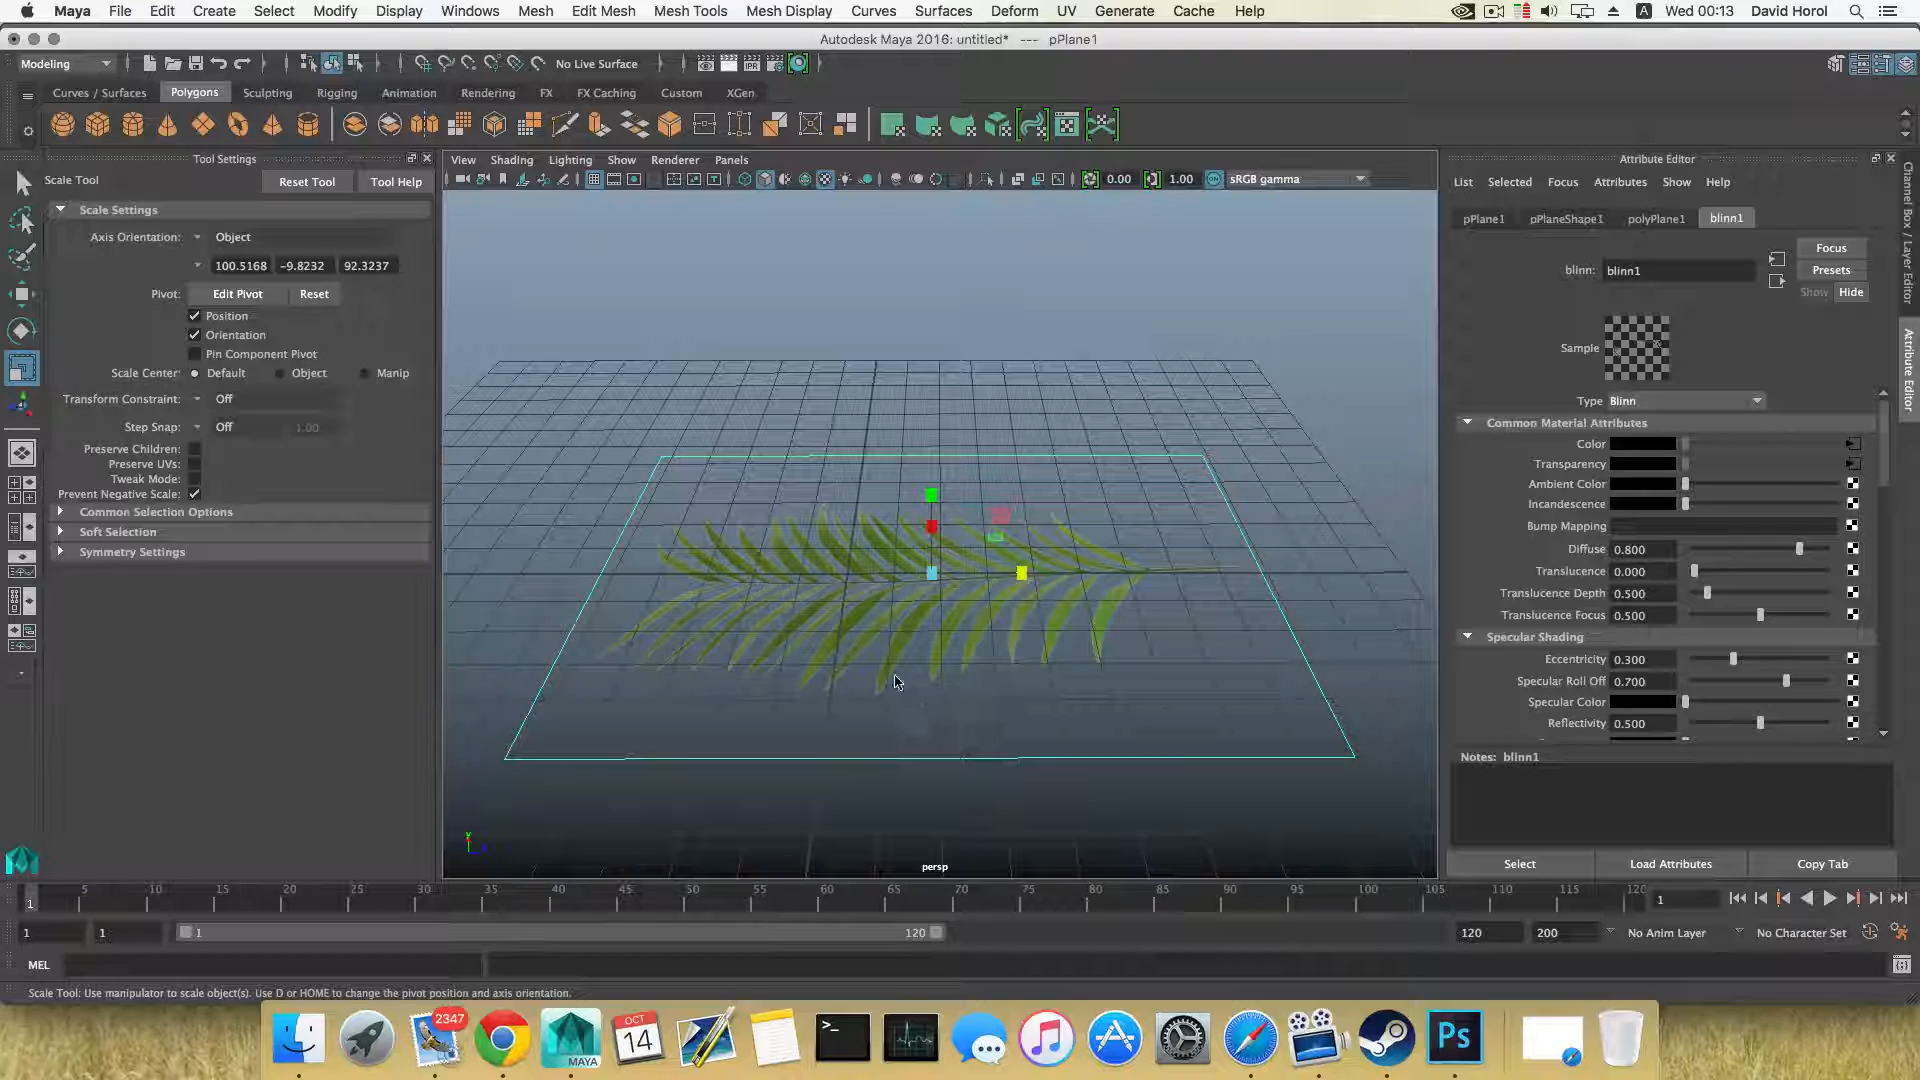 Maya File Edit Create Select Modify Display Windows Mesh Edit Mesh Mesh Tools Mesh Display Curves Surfaces Deform UV Generate Cache Help A Wed 00:13 David Horol
Autodesk Maya 2016: untitled* --- pPlane1
Modeling No Live Surface
Curves / Surfaces Polygons Sculpting Rigging Animation Rendering FX FX Caching Custom XGen
Tool Settings
Scale Tool Reset Tool Tool Help
Scale Settings
Axis Orientation: Object
100.5168 -9.8232 92.3237
Pivot: Edit Pivot Reset
Position
Orientation
Pin Component Pivot
Scale Center: Default Object Manip
Transform Constraint: Off
Step Snap: Off 1.00
Preserve Children:
Preserve UVs:
Tweak Mode:
Prevent Negative Scale:
Common Selection Options
Soft Selection
Symmetry Settings
View Shading Lighting Show Renderer Panels
0.00 1.00 ON sRGB gamma
persp
Attribute Editor
List Selected Focus Attributes Show Help
pPlane1 pPlaneShape1 polyPlane1 blinn1
Focus
blinn: blinn1
Presets
Show Hide
Sample
Type Blinn
Common Material Attributes
Color
Transparency
Ambient Color
Incandescence
Bump Mapping
Diffuse 0.800
Translucence 0.000
Translucence Depth 0.500
Translucence Focus 0.500
Specular Shading
Eccentricity 0.300
Specular Roll Off 0.700
Specular Color
Reflectivity 0.500
Notes: blinn1
Select Load Attributes Copy Tab
Channel Box / Layer Editor
Attribute Editor
5 10 15 20 25 30 35 40 45 50 55 60 65 70 75 80 85 90 95 100 105 110 115 120
1 1
1 1 1 120 120 200 No Anim Layer No Character Set
MEL
Scale Tool: Use manipulator to scale object(s). Use D or HOME to change the pivot position and axis orientation.
2347
OCT
14
MAYA
Ps